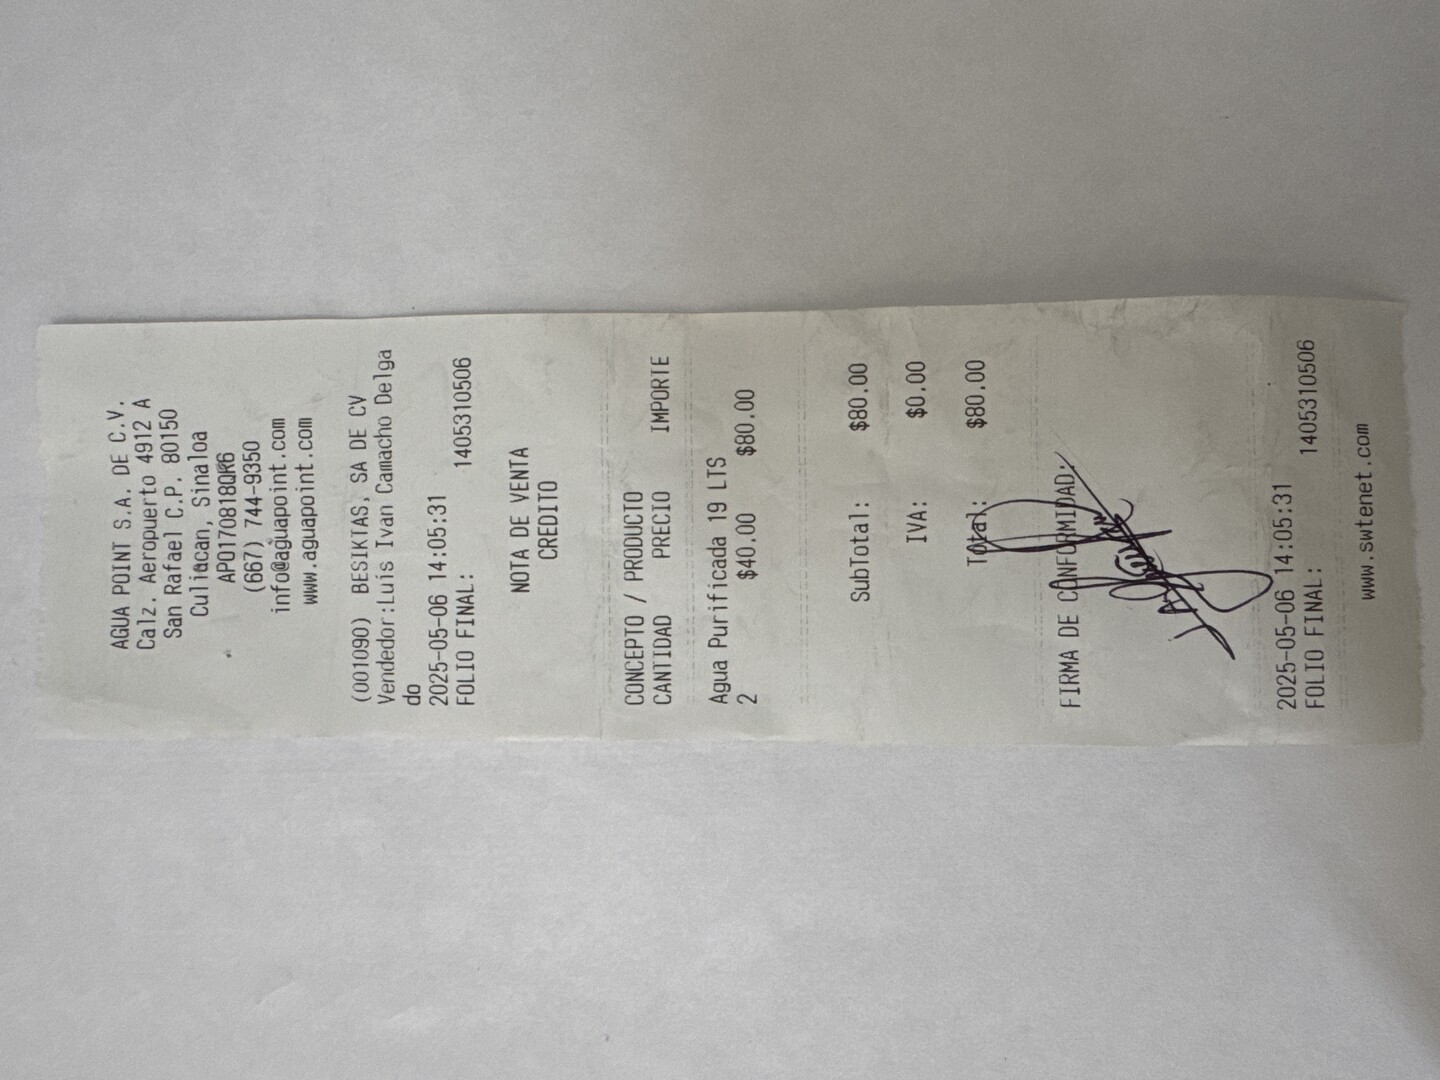 AGUA POINT S.A. DE C.V.
Calz. Aeropuerto 4912 A
San Rafael C.P. 80150
Culiacan, Sinaloa
APO170818QR6
(667) 744-9350
info@aguapoint.com
www.aguapoint.com
(001090) BESIKTAS, SA DE CV
Vendedor:Luis Ivan Camacho Delga
do
2025-05-06 14:05:31
FOLIO FINAL: 1405310506
NOTA DE VENTA
CREDITO
CONCEPTO / PRODUCTO
CANTIDAD PRECIO IMPORTE
Agua Purificada 19 LTS
2 $40.00 $80.00
SubTotal: $80.00
IVA: $0.00
Total: $80.00
FIRMA DE CONFORMIDAD:
2025-05-06 14:05:31
FOLIO FINAL: 1405310506
www.swtenet.com